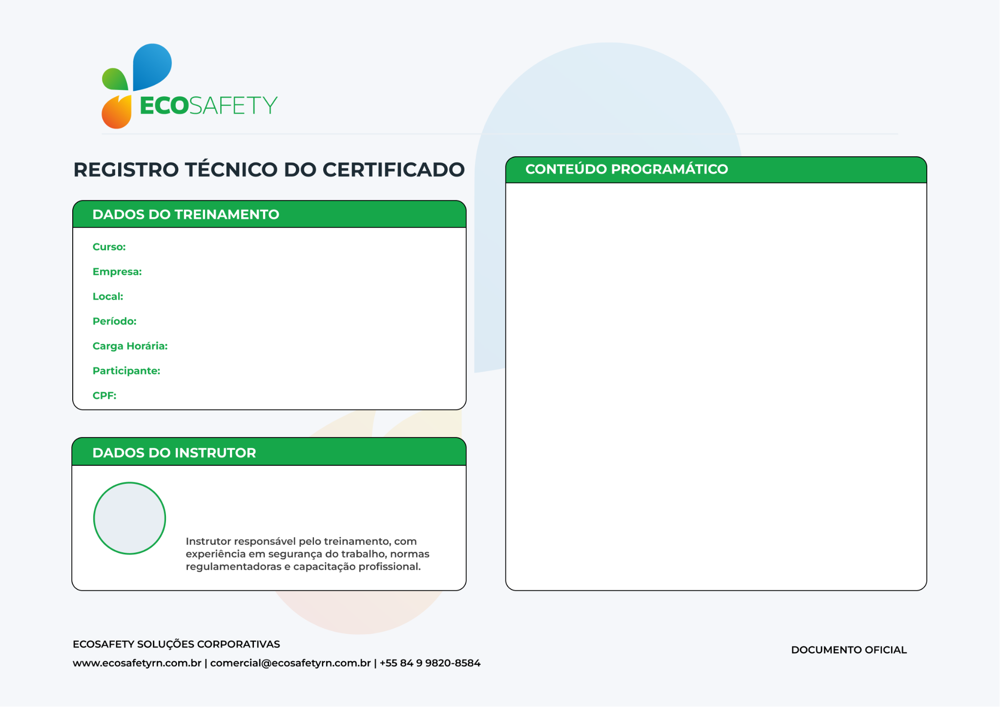 ECOSAFETY
REGISTRO TÉCNICO DO CERTIFICADO
DADOS DO TREINAMENTO
Curso:
Empresa:
Local:
Período:
Carga Horária:
Participante:
CPF:
DADOS DO INSTRUTOR
Instrutor responsável pelo treinamento, com
experiência em segurança do trabalho, normas
regulamentadoras e capacitação profissional.
CONTEÚDO PROGRAMÁTICO
ECOSAFETY SOLUÇÕES CORPORATIVAS
www.ecosafetyrn.com.br | comercial@ecosafetyrn.com.br | +55 84 9 9820-8584
DOCUMENTO OFICIAL